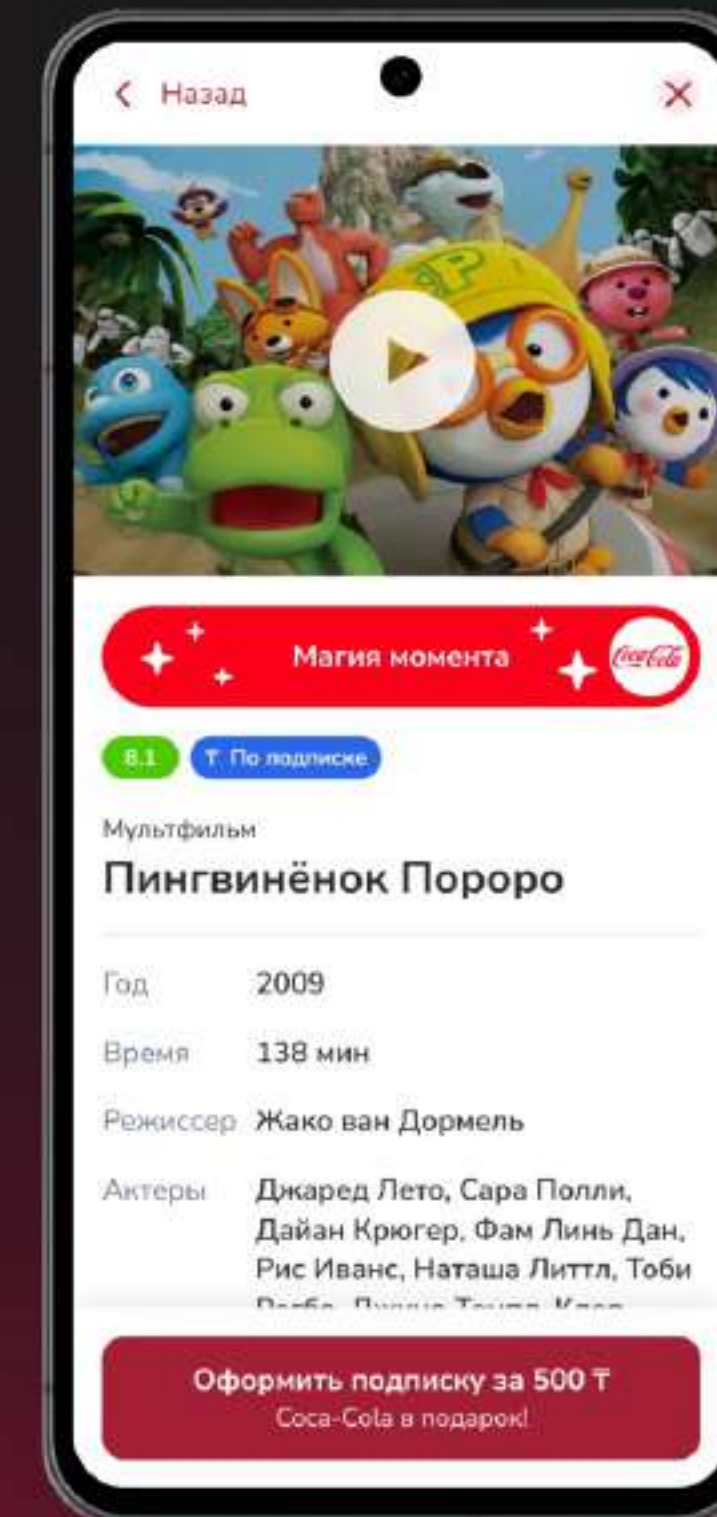 Назад
P
Магия момента
Coca-Cola
8.1
₸ По подписке
Мультфильм
Пингвинёнок Пороро
Год 2009
Время 138 мин
Режиссер Жако ван Дормель
Актеры Джаред Лето, Сара Полли,
Дайан Крюгер, Фам Линь Дан,
Рис Иванс, Наташа Литтл, Тоби
Оформить подписку за 500 ₸
Coca-Cola в подарок!